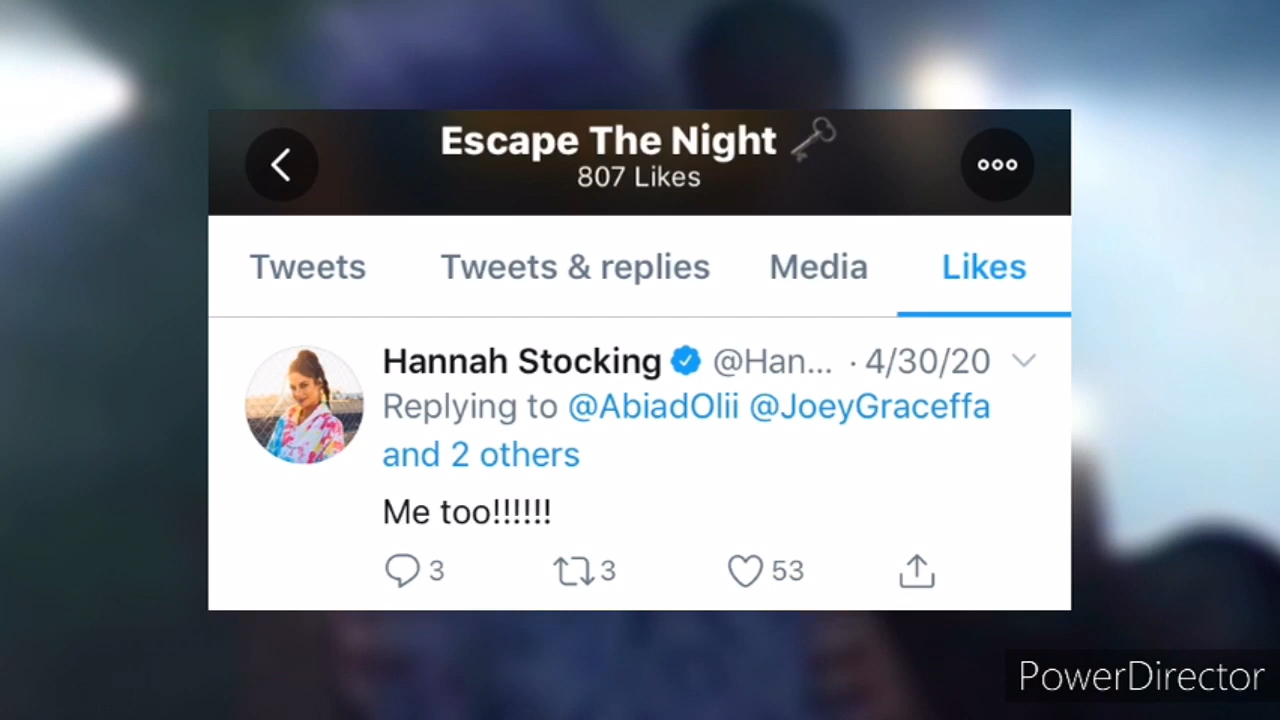 Escape The Night
807 Likes
Tweets Tweets & replies Media Likes
Hannah Stocking @Han... · 4/30/20
Replying to @AbiadOlii @JoeyGraceffa
and 2 others
Me too!!!!!!
3 3 53
PowerDirector